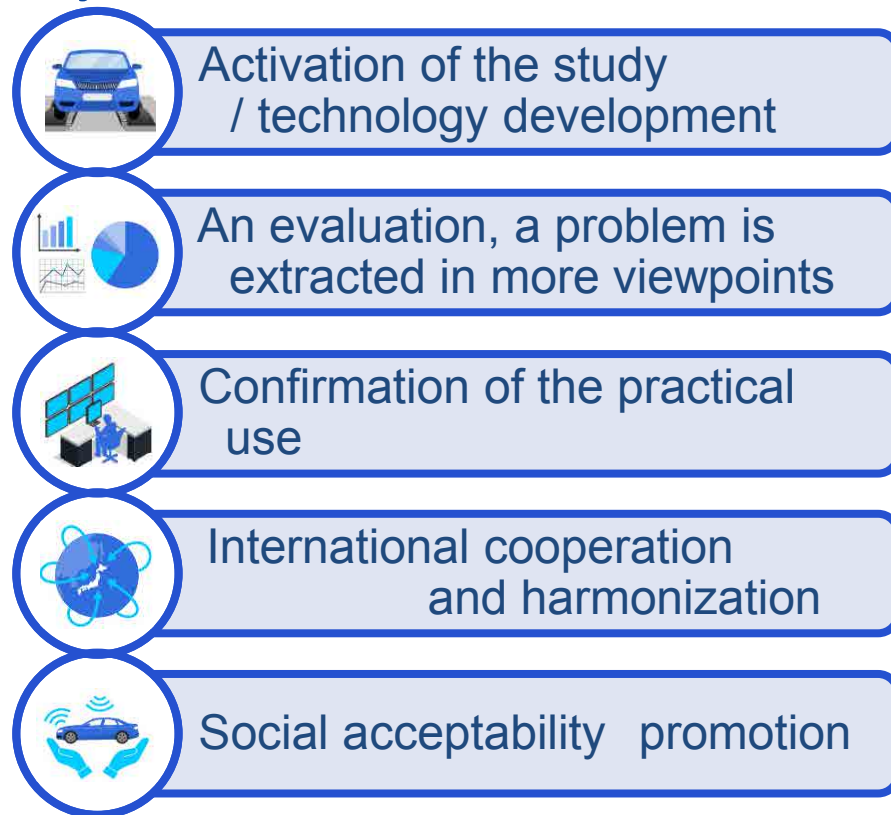 Activation of the study
/ technology development
An evaluation, a problem is
extracted in more viewpoints
Confirmation of the practical
use
International cooperation
and harmonization
Social acceptability promotion